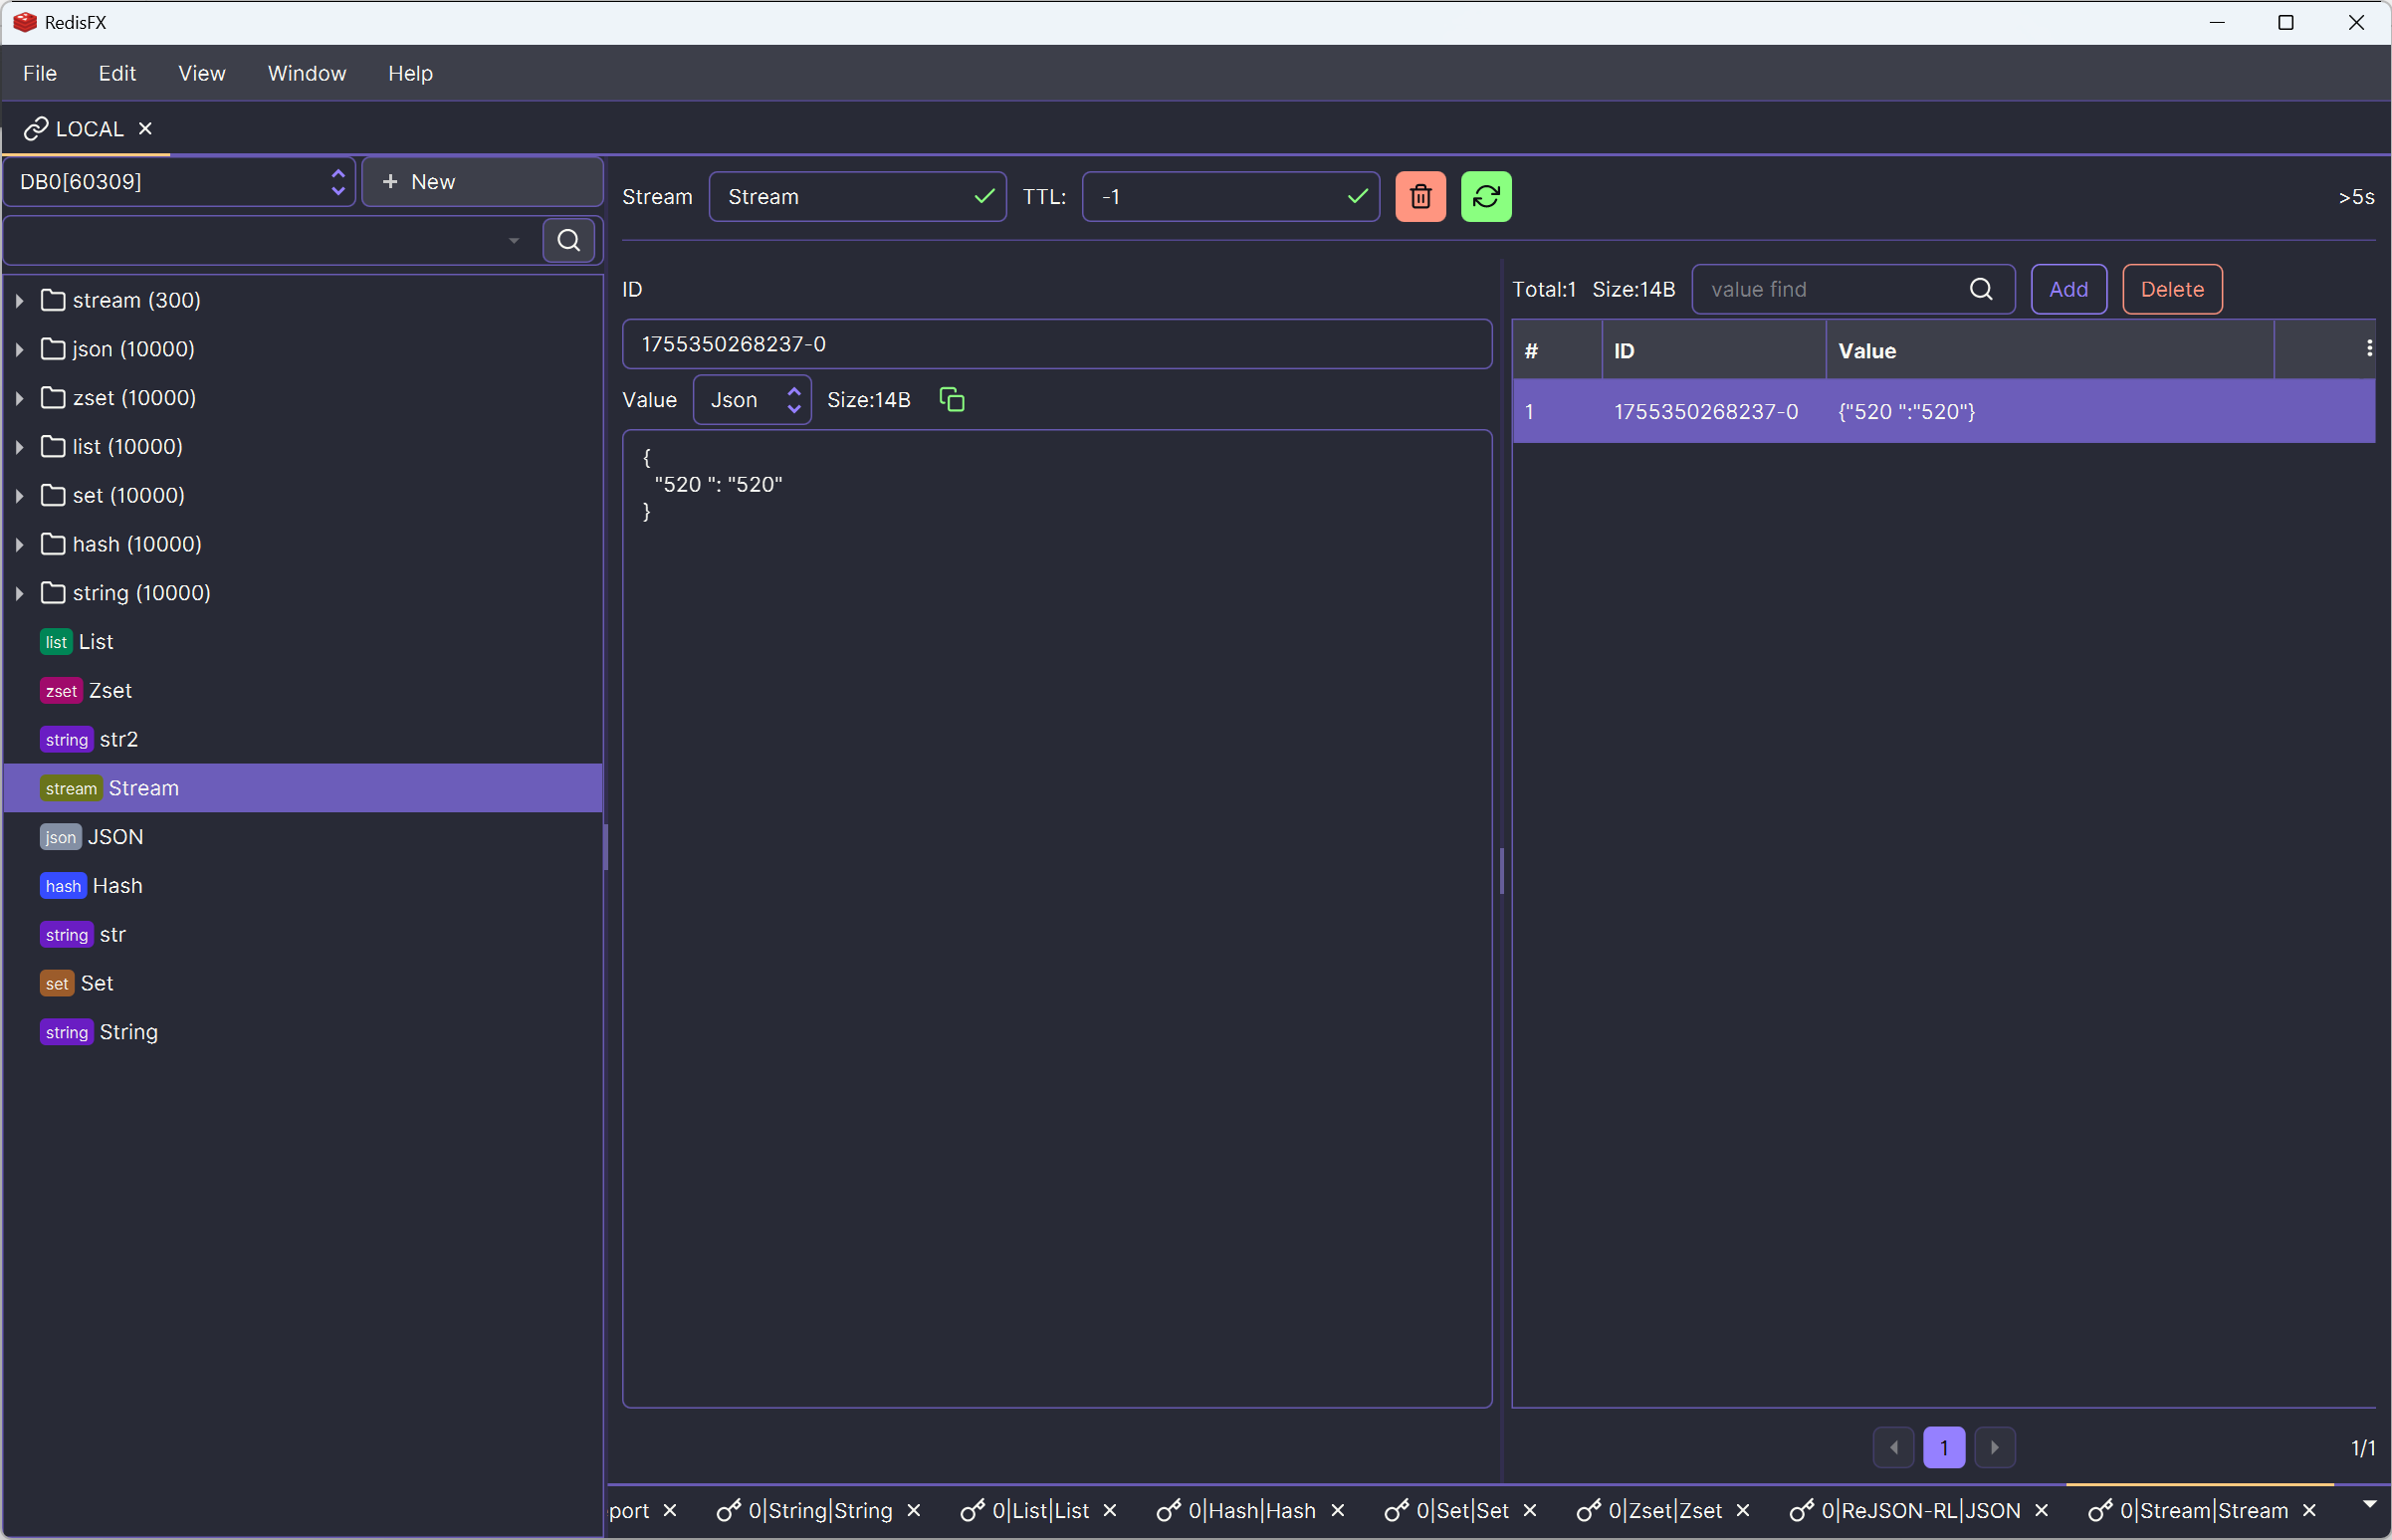 RedisFX
File Edit View Window Help
LOCAL
DB0[60309]
New
stream (300)
json (10000)
zset (10000)
list (10000)
set (10000)
hash (10000)
string (10000)
list List
zset Zset
string str2
stream Stream
json JSON
hash Hash
string str
set Set
string String
Stream Stream TTL: -1 >5s
ID
1755350268237-0
Value Json Size:14B
{
"520 ": "520"
}
Total:1 Size:14B value find Add Delete
# ID Value
1 1755350268237-0 {"520 ":"520"}
1 1/1
port 0|String|String 0|List|List 0|Hash|Hash 0|Set|Set 0|Zset|Zset 0|ReJSON-RL|JSON 0|Stream|Stream